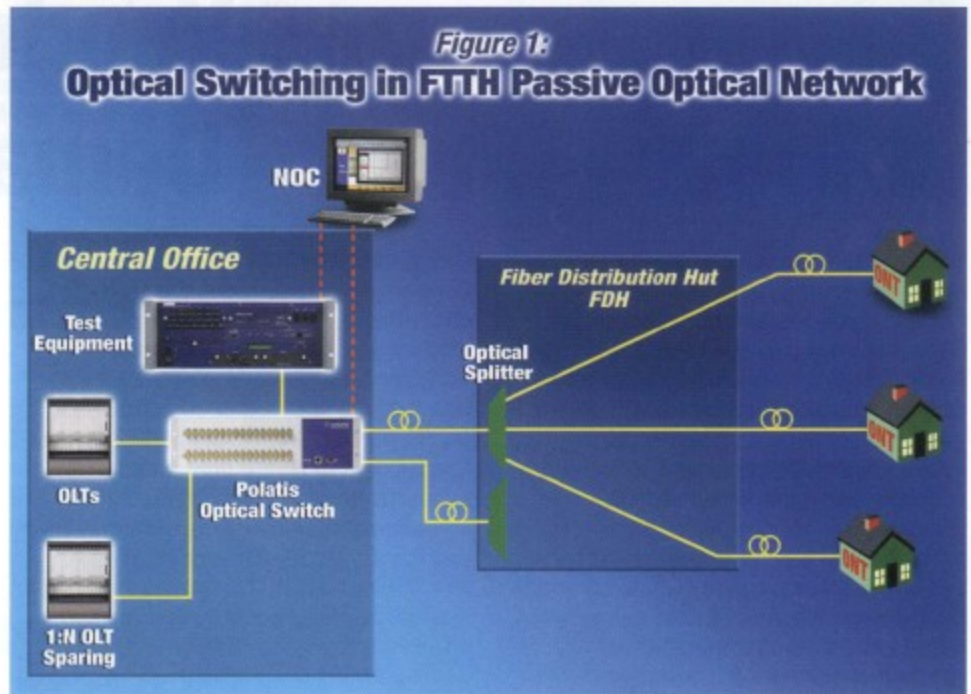 Figure 1:
Optical Switching in FTTH Passive Optical Network
NOC
Central Office
Test
Equipment
OLTs
Polatis
Optical Switch
1:N OLT
Sparing
Fiber Distribution Hut
FDH
Optical
Splitter
ONT
ONT
ONT